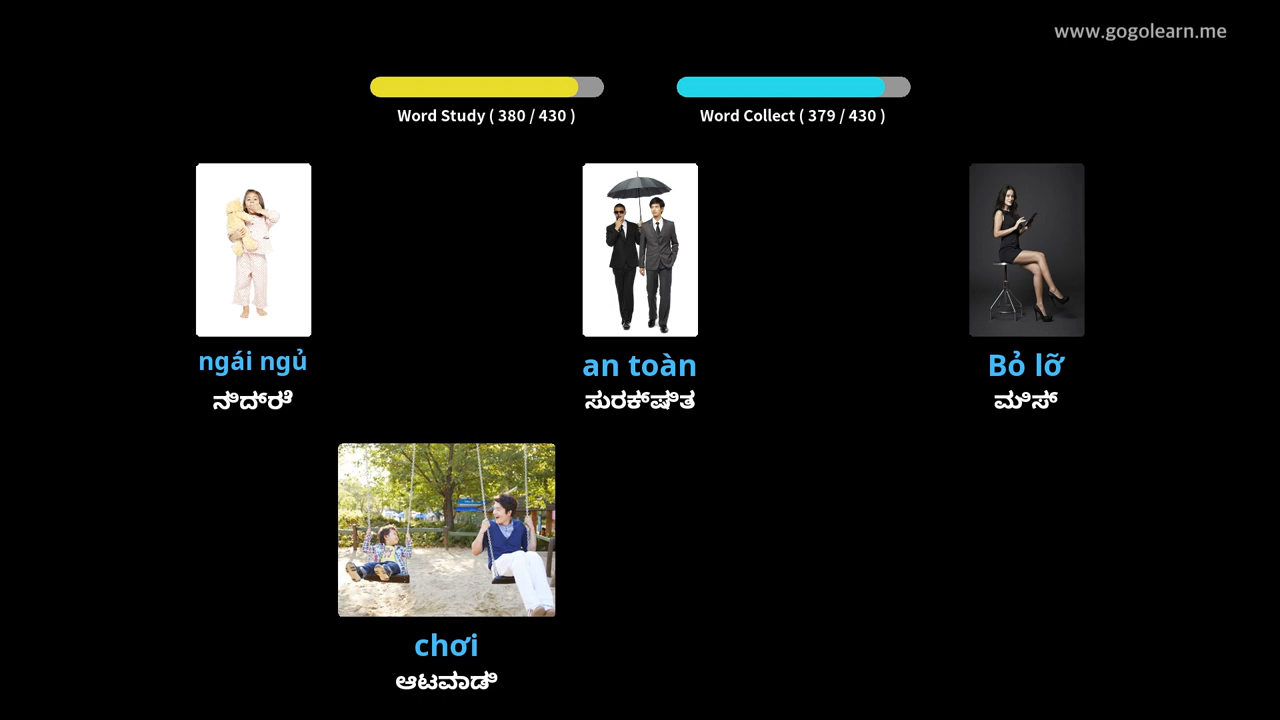 www.gogolearn.me
Word Study ( 380 / 430 )
Word Collect ( 379 / 430 )
ngái ngủ
ನಿದ್ರೆ
an toàn
ಸುರಕ್ಷಿತ
Bỏ lỡ
ಮಿಸ್
chơi
ಆಟವಾಡಿ